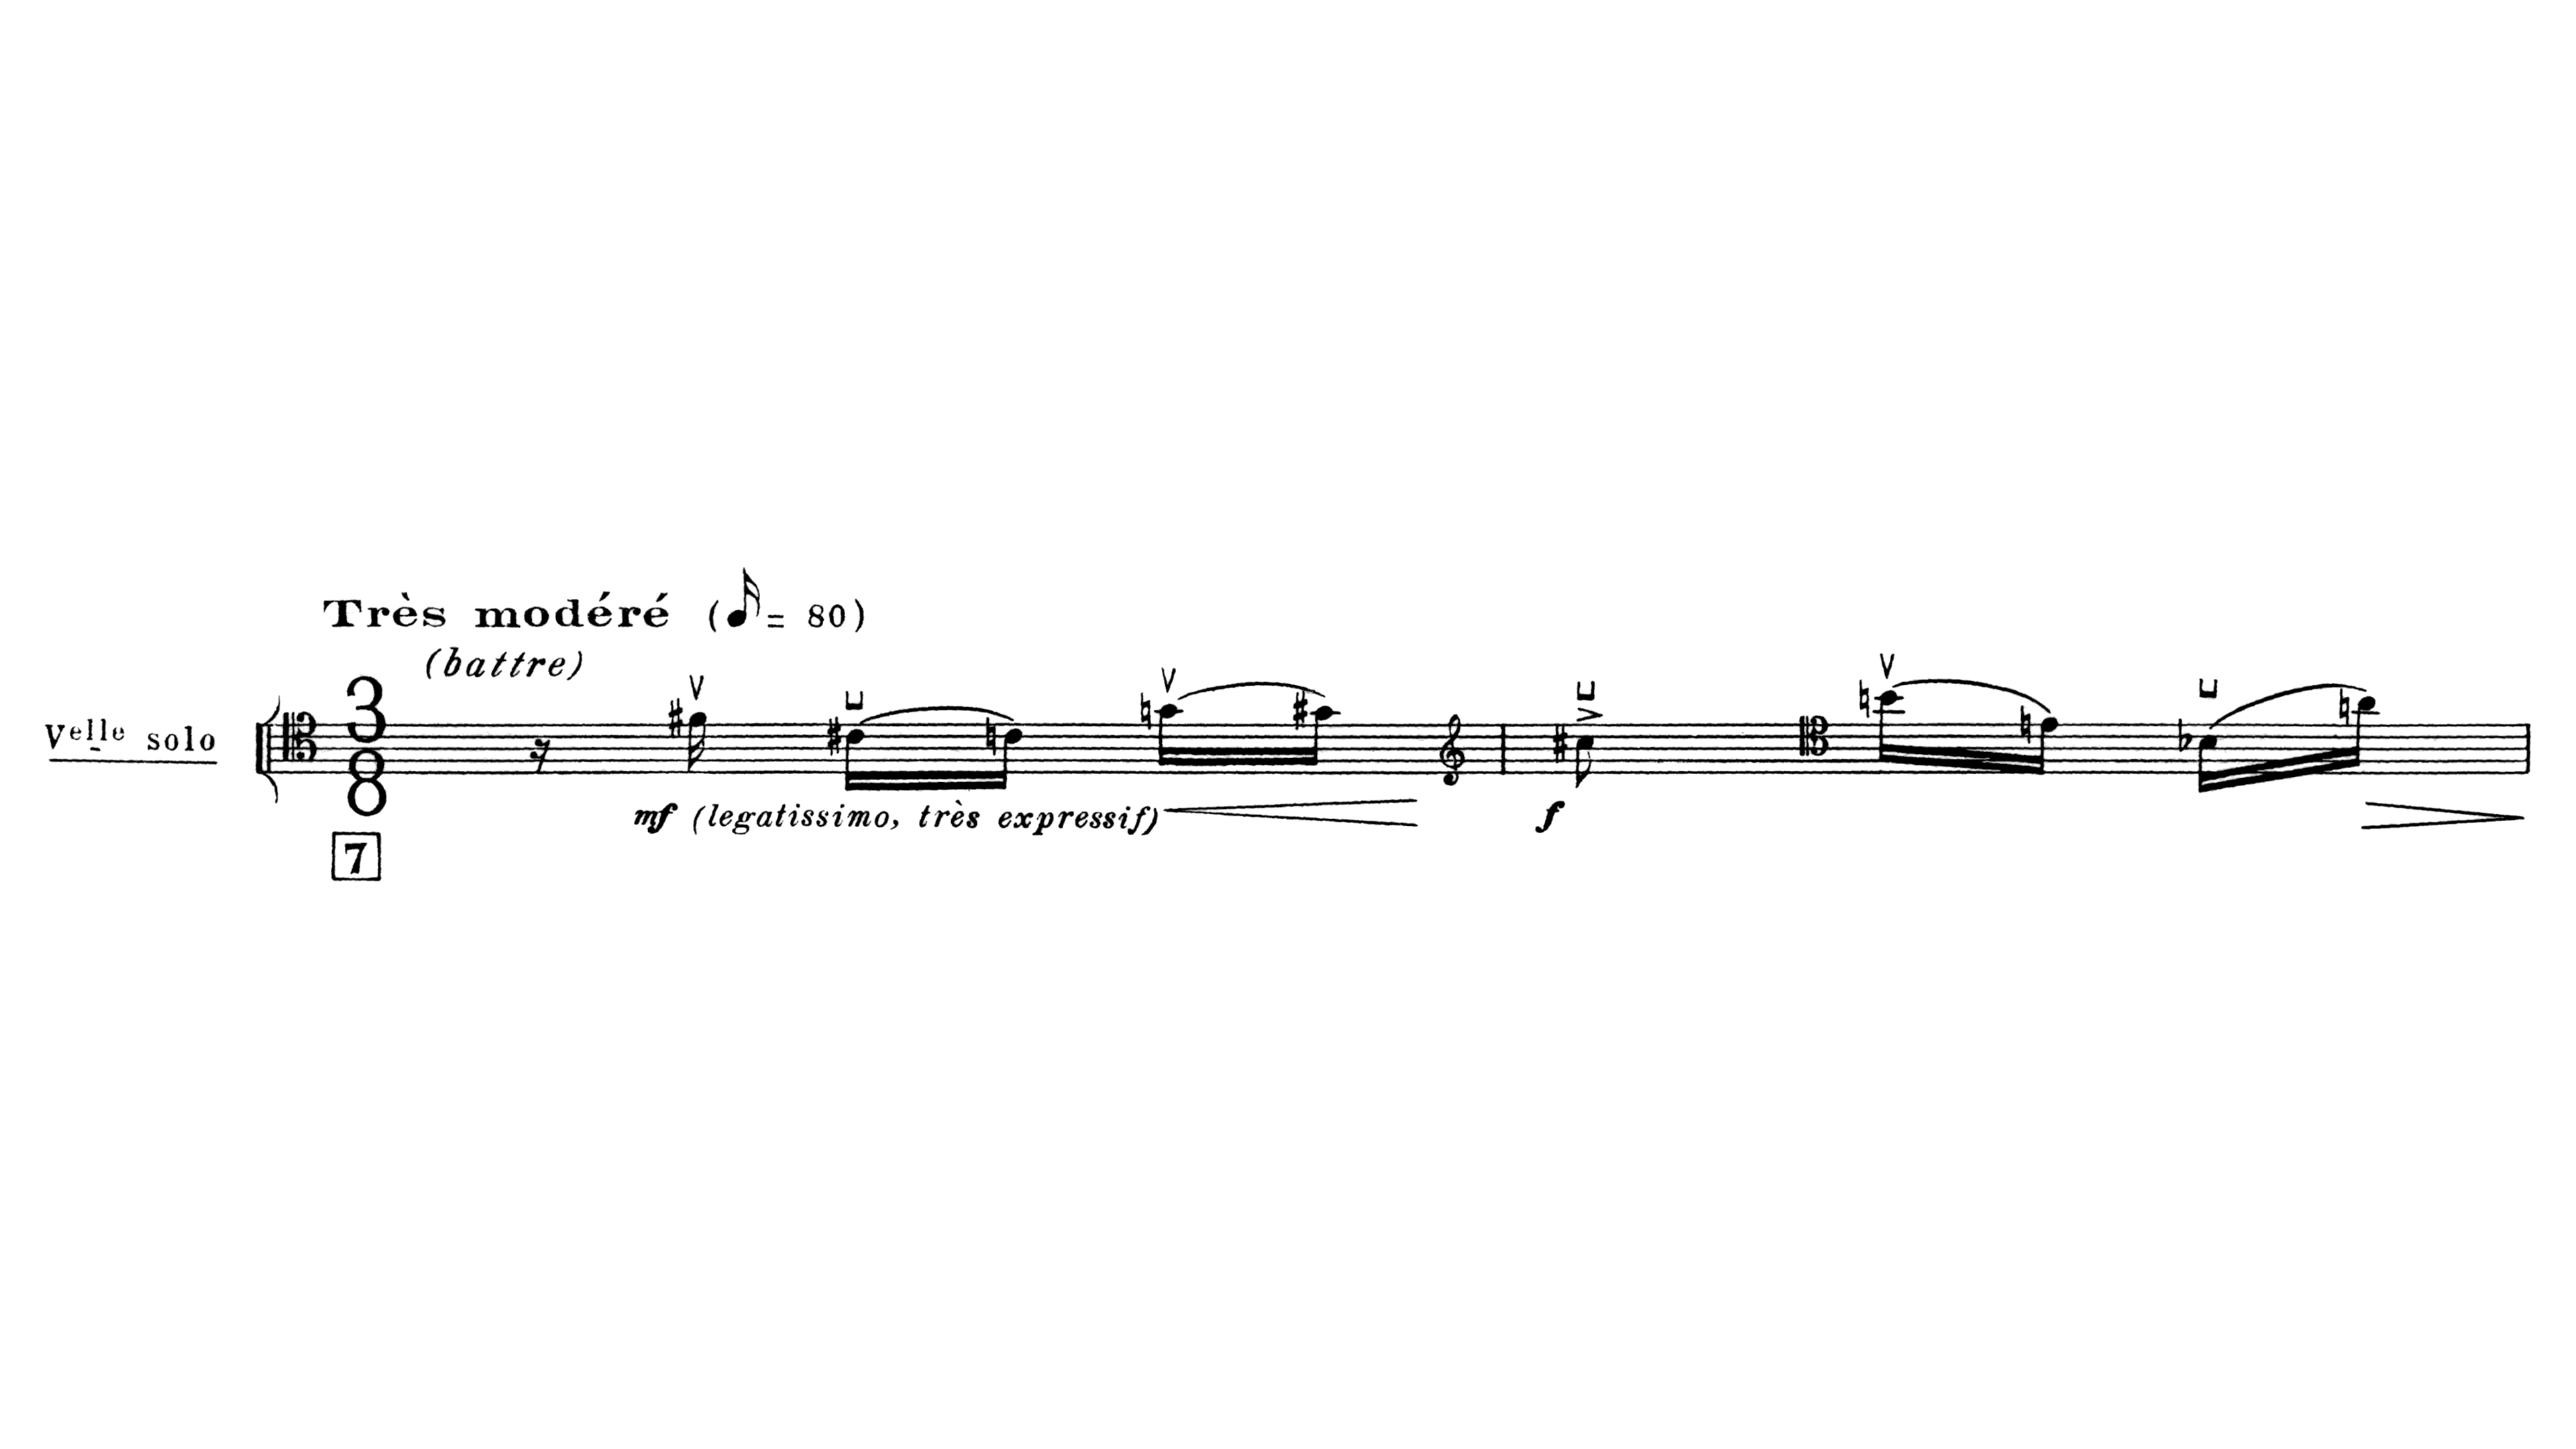 Très modéré (𝅘𝅥𝅯 = 80)
(battre)
Velle solo
3
8
mf (legatissimo, très expressif)
f
7